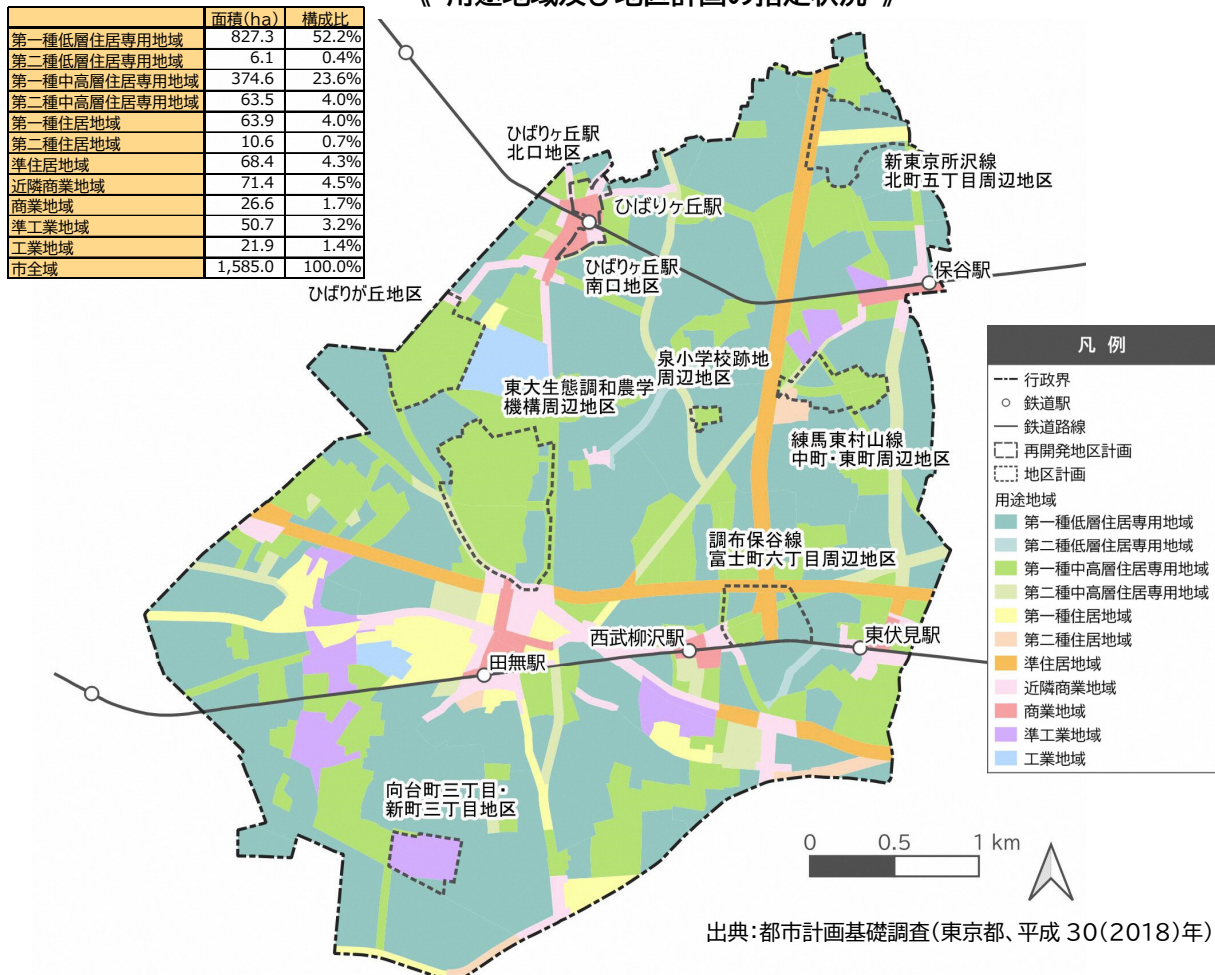 《 用途地域及び地区計画の指定状況 》
面積(ha) 構成比
第一種低層住居専用地域 827.3 52.2%
第二種低層住居専用地域 6.1 0.4%
第一種中高層住居専用地域 374.6 23.6%
第二種中高層住居専用地域 63.5 4.0%
第一種住居地域 63.9 4.0%
第二種住居地域 10.6 0.7%
準住居地域 68.4 4.3%
近隣商業地域 71.4 4.5%
商業地域 26.6 1.7%
準工業地域 50.7 3.2%
工業地域 21.9 1.4%
市全域 1,585.0 100.0%
ひばりヶ丘駅
北口地区
新東京所沢線
北町五丁目周辺地区
ひばりヶ丘駅
ひばりヶ丘駅
南口地区
保谷駅
ひばりが丘地区
泉小学校跡地
周辺地区
東大生態調和農学
機構周辺地区
練馬東村山線
中町・東町周辺地区
調布保谷線
富士町六丁目周辺地区
西武柳沢駅
東伏見駅
田無駅
向台町三丁目・
新町三丁目地区
凡 例
行政界
鉄道駅
鉄道路線
再開発地区計画
地区計画
用途地域
第一種低層住居専用地域
第二種低層住居専用地域
第一種中高層住居専用地域
第二種中高層住居専用地域
第一種住居地域
第二種住居地域
準住居地域
近隣商業地域
商業地域
準工業地域
工業地域
0 0.5 1 km
出典:都市計画基礎調査(東京都、平成 30(2018)年)